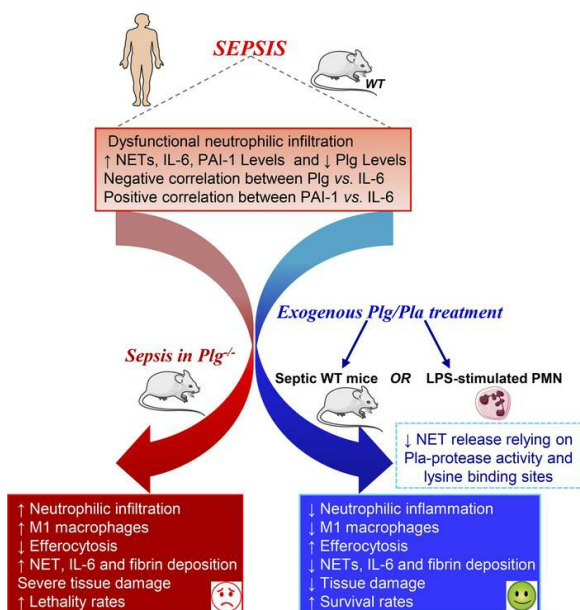 SEPSIS
WT
Dysfunctional neutrophilic infiltration
↑ NETs, IL-6, PAI-1 Levels and ↓ Plg Levels
Negative correlation between Plg vs. IL-6
Positive correlation between PAI-1 vs. IL-6
Exogenous Plg/Pla treatment
Sepsis in Plg-/-
Septic WT mice OR LPS-stimulated PMN
↓ NET release relying on
Pla-protease activity and
lysine binding sites
↑ Neutrophilic infiltration
↑ M1 macrophages
↓ Efferocytosis
↑ NET, IL-6 and fibrin deposition
Severe tissue damage
↑ Lethality rates
↓ Neutrophilic inflammation
↓ M1 macrophages
↑ Efferocytosis
↓ NETs, IL-6 and fibrin deposition
↓ Tissue damage
↑ Survival rates